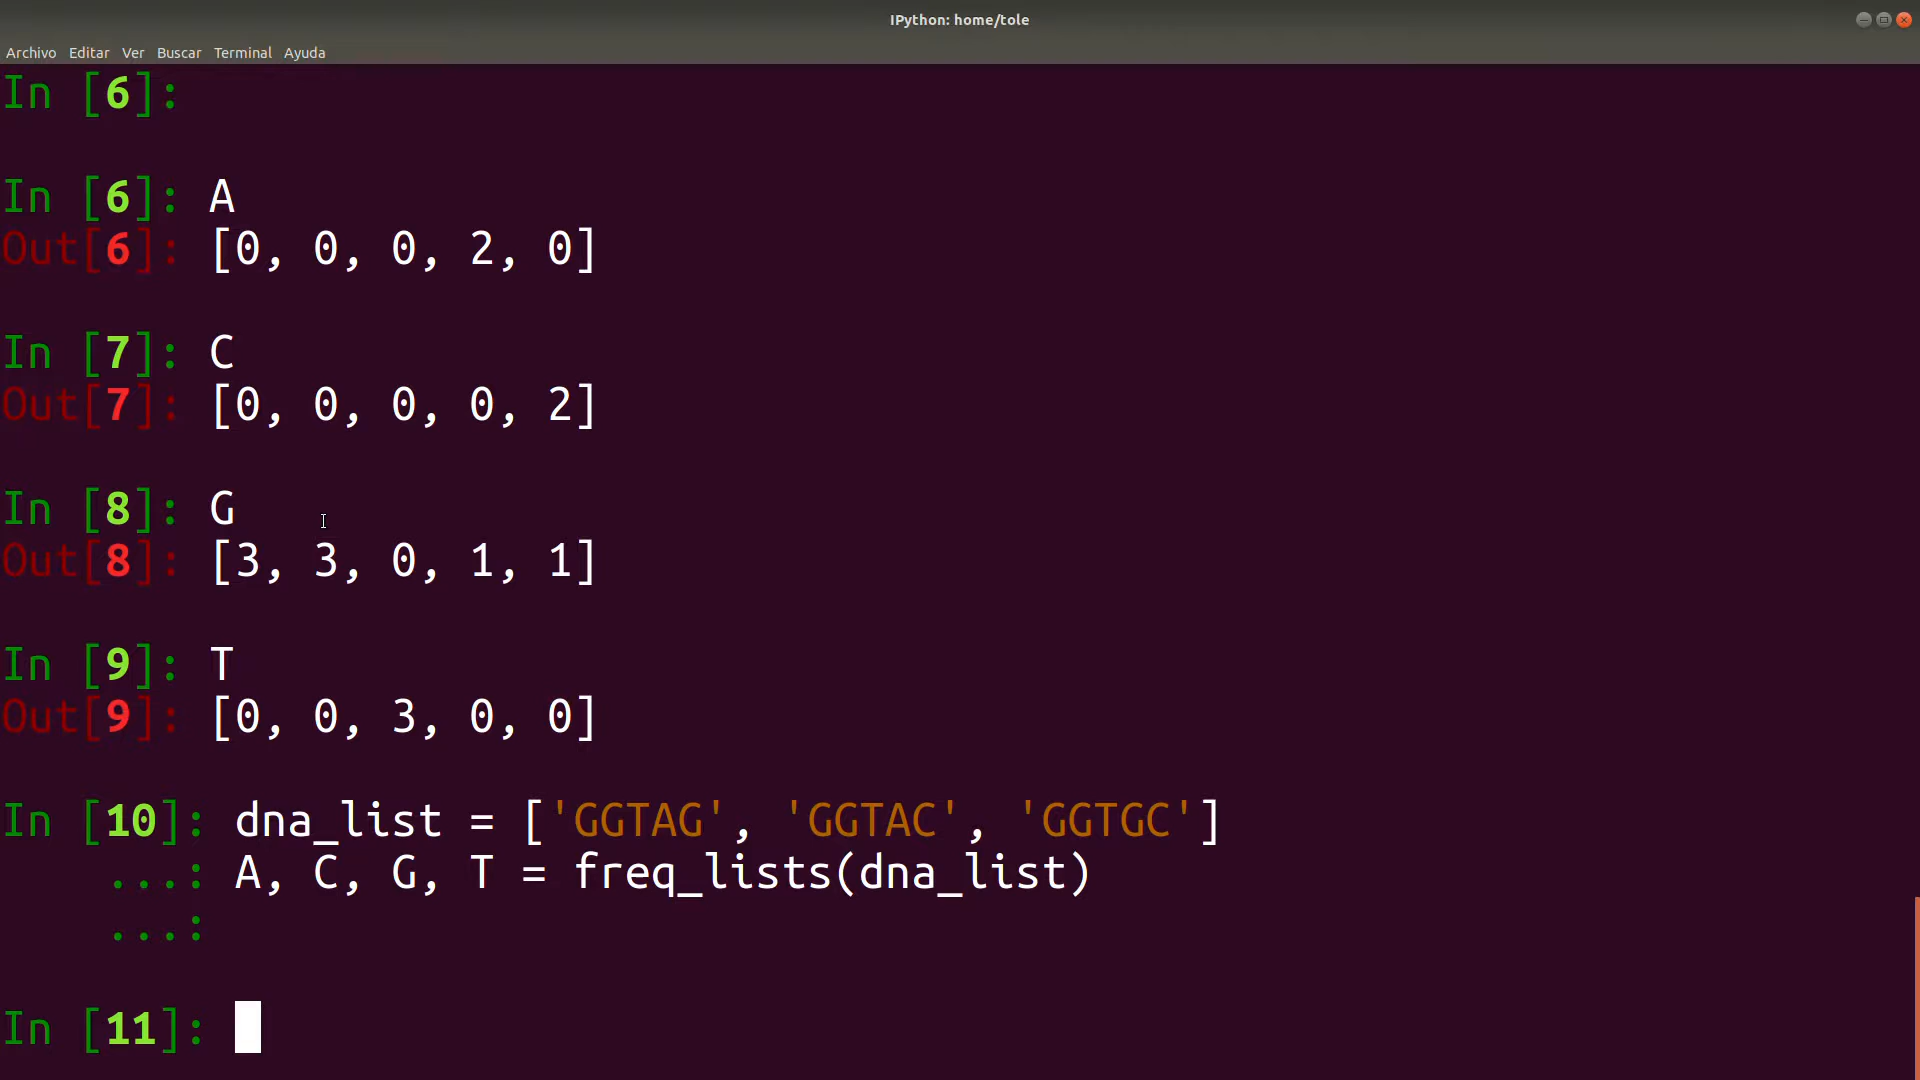 IPython: home/tole
Archivo Editar Ver Buscar Terminal Ayuda
In [6]:
In [6]: A
Out[6]: [0, 0, 0, 2, 0]
In [7]: C
Out[7]: [0, 0, 0, 0, 2]
In [8]: G
Out[8]: [3, 3, 0, 1, 1]
In [9]: T
Out[9]: [0, 0, 3, 0, 0]
In [10]: dna_list = ['GGTAG', 'GGTAC', 'GGTGC']
...: A, C, G, T = freq_lists(dna_list)
...:
In [11]: